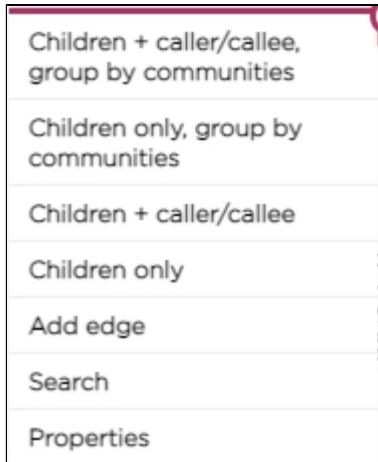 Children + caller/callee,
group by communities
Children only, group by
communities
Children + caller/callee
Children only
Add edge
Search
Properties